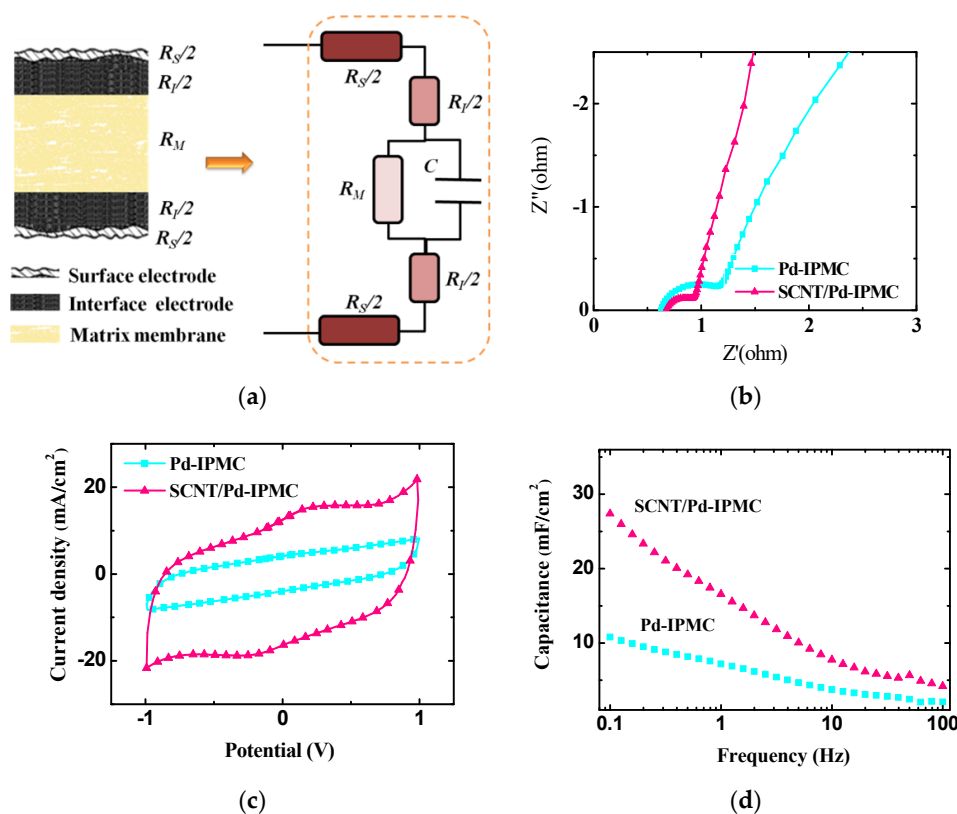 R_S/2
R_I/2
R_M
R_I/2
R_S/2
Surface electrode
Interface electrode
Matrix membrane
R_S/2
R_I/2
C
R_M
R_I/2
R_S/2
(a)
-2
-1
0
0 1 2 3
Z''(ohm)
Z'(ohm)
Pd-IPMC
SCNT/Pd-IPMC
(b)
Pd-IPMC
SCNT/Pd-IPMC
20
0
-20
-1 0 1
Current density (mA/cm²)
Potential (V)
(c)
30
20
10
0.1 1 10 100
Capacitance (mF/cm²)
SCNT/Pd-IPMC
Pd-IPMC
Frequency (Hz)
(d)